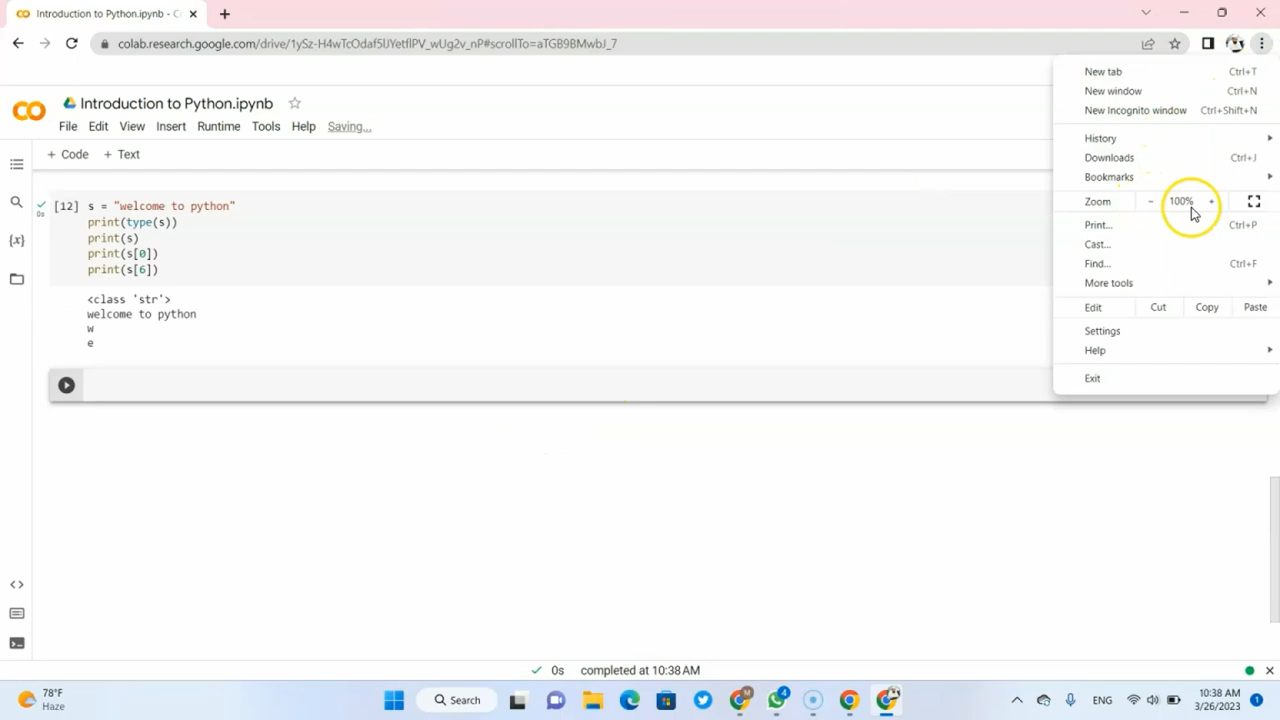 Introduction to Python.ipynb - C
colab.research.google.com/drive/1ySz-H4wTcOdaf5lJYetflPV_wUg2v_nP#scrollTo=aTGB9BMwbJ_7
Introduction to Python.ipynb
File Edit View Insert Runtime Tools Help Saving...
+ Code + Text
[12] s = "welcome to python"
0s
print(type(s))
print(s)
print(s[0])
print(s[6])
<class 'str'>
welcome to python
w
e
{x}
New tab Ctrl+T
New window Ctrl+N
New Incognito window Ctrl+Shift+N
History
Downloads Ctrl+J
Bookmarks
Zoom - 100% +
Print... Ctrl+P
Cast...
Find... Ctrl+F
More tools
Edit Cut Copy Paste
Settings
Help
Exit
0s completed at 10:38 AM
78°F
Haze
Search
M
4
ENG
10:38 AM
3/26/2023
1